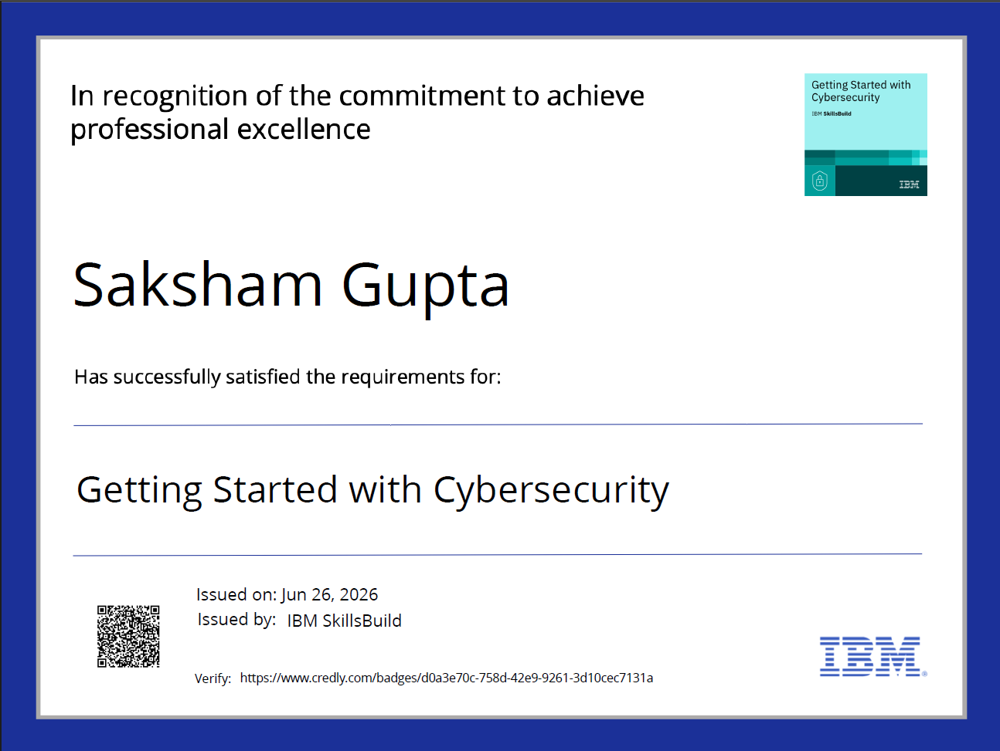 In recognition of the commitment to achieve
professional excellence
Getting Started with
Cybersecurity
IBM SkillsBuild
IBM
Saksham Gupta
Has successfully satisfied the requirements for:
Getting Started with Cybersecurity
Issued on: Jun 26, 2026
Issued by: IBM SkillsBuild
Verify: https://www.credly.com/badges/d0a3e70c-758d-42e9-9261-3d10cec7131a
IBM®